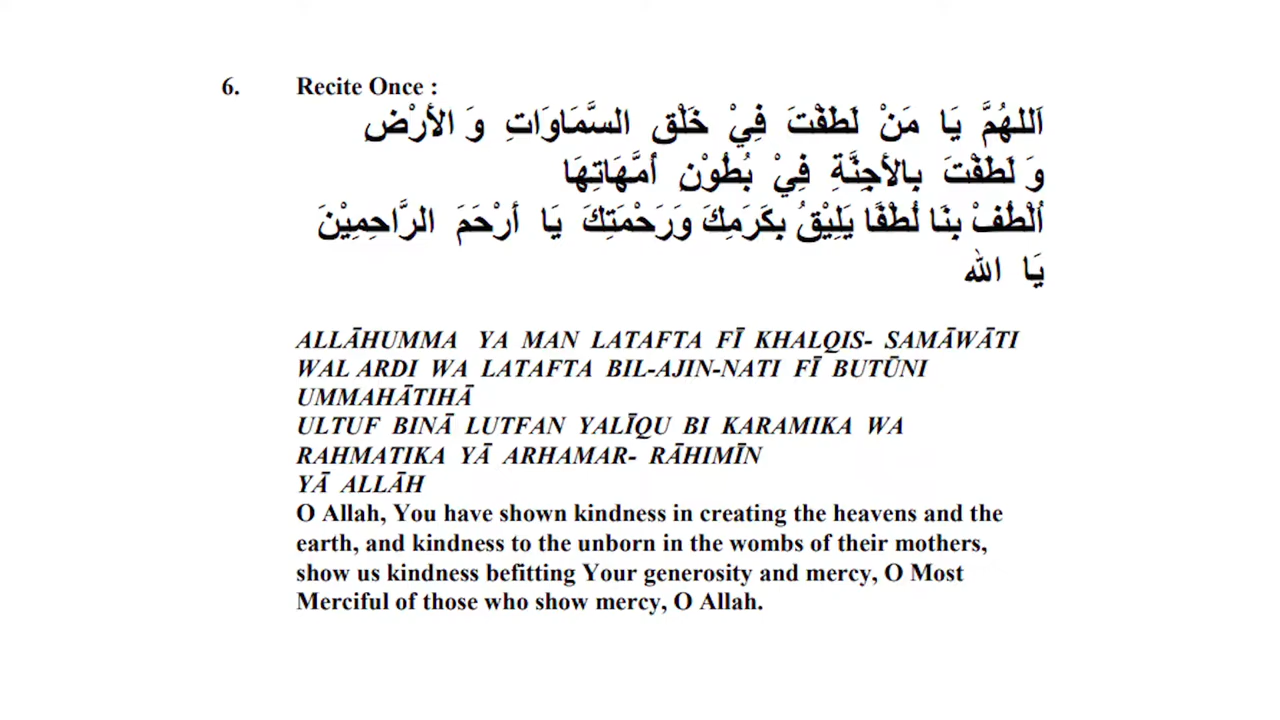 6. Recite Once :
اَللهُمَّ يَا مَنْ لَطَفْتَ فِيْ خَلْقِ السَّمَاوَاتِ وَ الأَرْضِ
وَ لَطَفْتَ بِالأَجِنَّةِ فِيْ بُطُوْنِ أُمَّهَاتِهَا
اُلْطُفْ بِنَا لُطْفًا يَلِيْقُ بِكَرَمِكَ وَرَحْمَتِكَ يَا أَرْحَمَ الرَّاحِمِيْنَ
يَا الله
ALLĀHUMMA YA MAN LATAFTA FĪ KHALQIS- SAMĀWĀTI
WAL ARDI WA LATAFTA BIL-AJIN-NATI FĪ BUTŪNI
UMMAHĀTIHĀ
ULTUF BINĀ LUTFAN YALĪQU BI KARAMIKA WA
RAHMATIKA YĀ ARHAMAR- RĀHIMĪN
YĀ ALLĀH
O Allah, You have shown kindness in creating the heavens and the
earth, and kindness to the unborn in the wombs of their mothers,
show us kindness befitting Your generosity and mercy, O Most
Merciful of those who show mercy, O Allah.